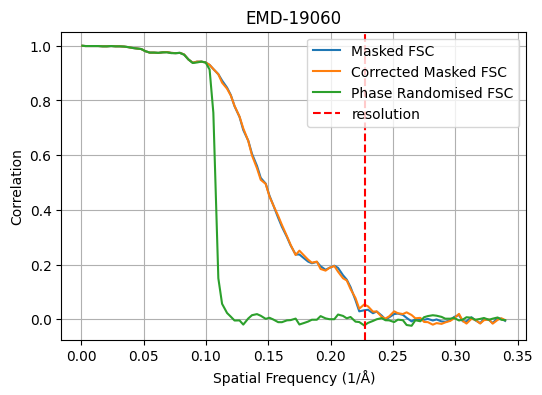 EMD-19060
Masked FSC
Corrected Masked FSC
Phase Randomised FSC
resolution
Correlation
1.0
0.8
0.6
0.4
0.2
0.0
0.00 0.05 0.10 0.15 0.20 0.25 0.30 0.35
Spatial Frequency (1/Å)